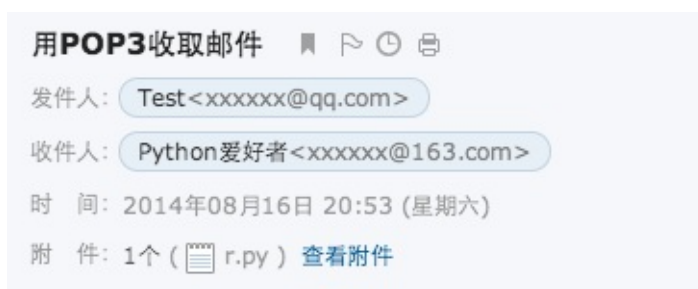 用POP3收取邮件
发件人: Test<xxxxxx@qq.com>
收件人: Python爱好者<xxxxxx@163.com>
时 间: 2014年08月16日 20:53 (星期六)
附 件: 1个 ( r.py ) 查看附件